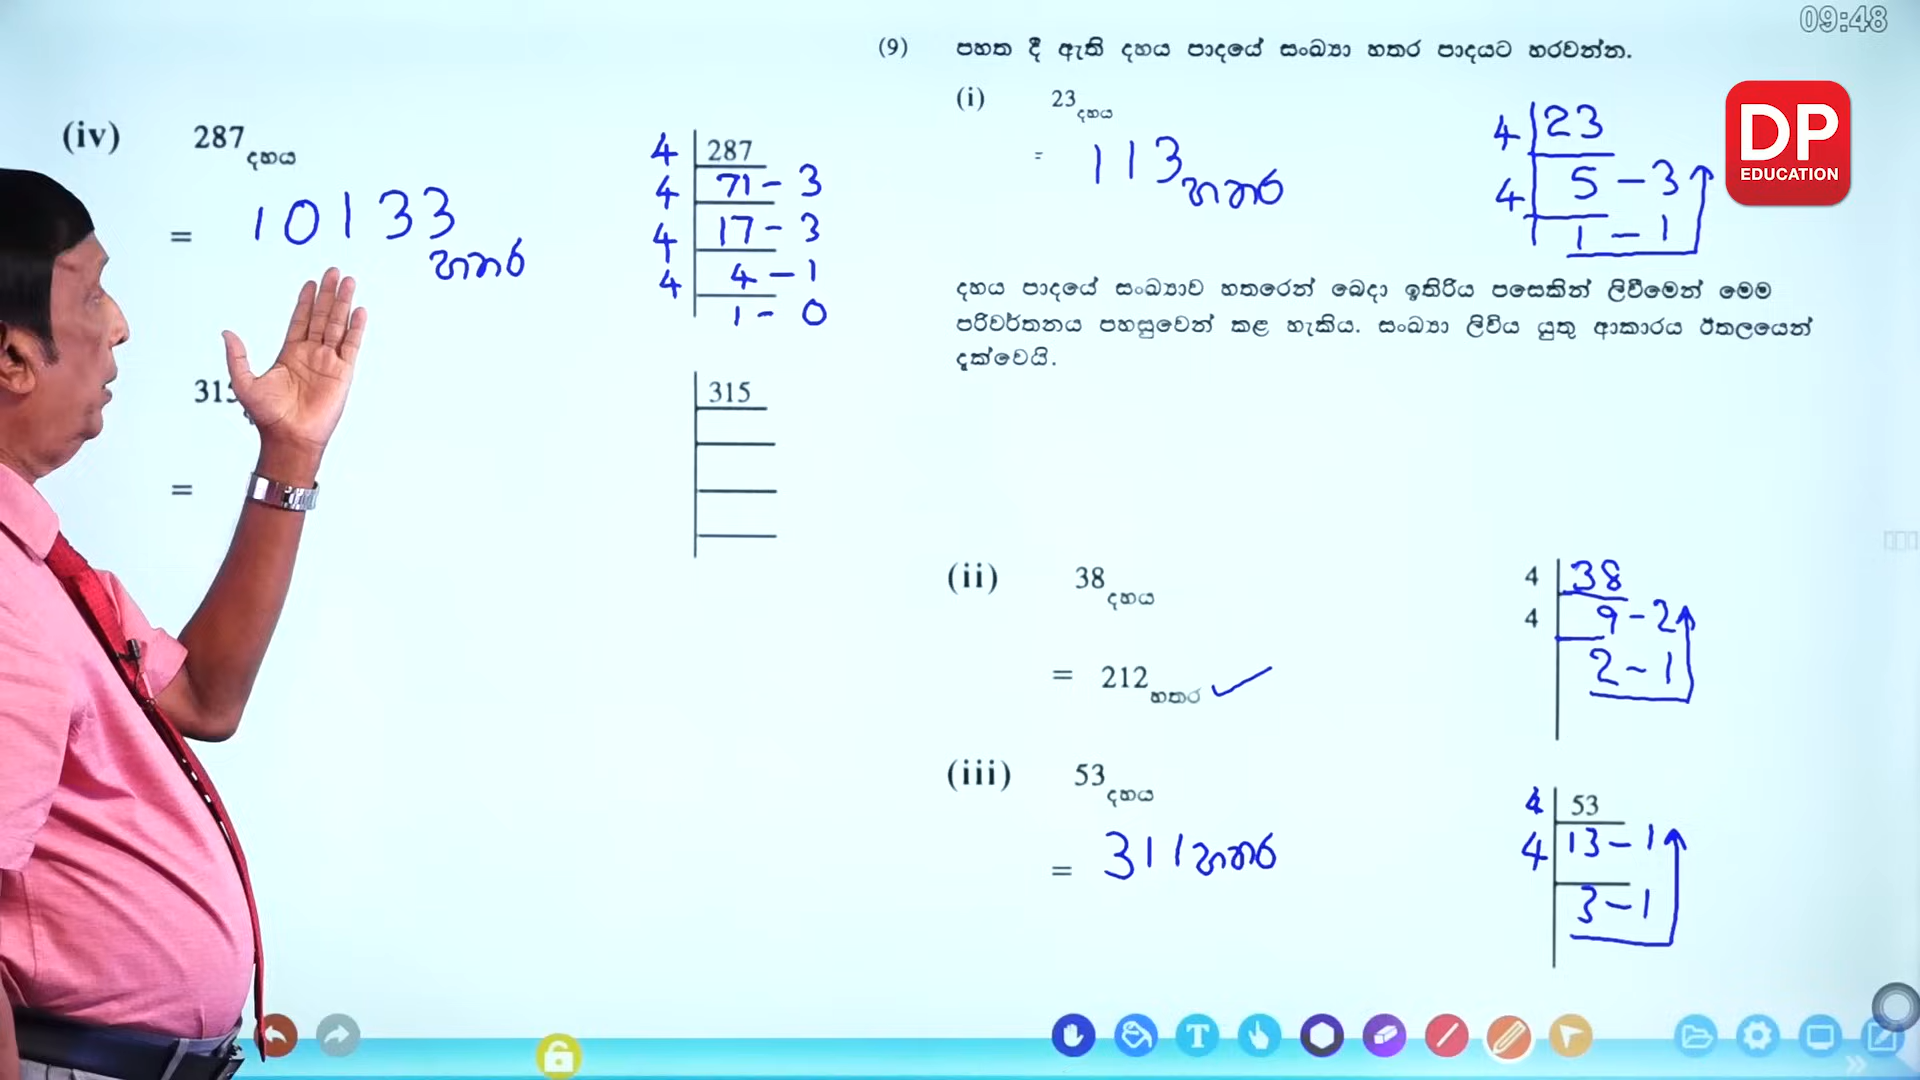 09:48
(iv) 287දහය
= 10133හතර
4 287
4 71 - 3
4 17 - 3
4 4 - 1
1 - 0
315
=
315
(9) පහත දී ඇති දහය පාදයේ සංඛ්‍යා හතර පාදයට හරවන්න.
(i) 23දහය
= 113හතර
4 23
4 5 - 3
1 - 1
DP
EDUCATION
දහය පාදයේ සංඛ්‍යාව හතරෙන් බෙදා ඉතිරිය පසෙකින් ලිවීමෙන් මෙම
පරිවර්තනය පහසුවෙන් කළ හැකිය. සංඛ්‍යා ලිවිය යුතු ආකාරය ඊතලයෙන්
දැක්වෙයි.
(ii) 38දහය
= 212හතර
4 38
4 9 - 2
2 - 1
(iii) 53දහය
= 311හතර
4 53
4 13 - 1
3 - 1